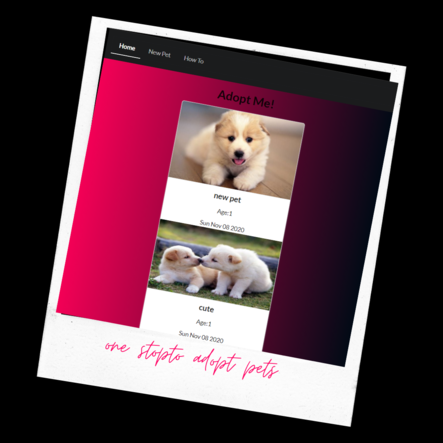 Home New Pet How To
Adopt Me!
new pet
Age:1
Sun Nov 08 2020
cute
Age:1
Sun Nov 08 2020
one stopto adopt pets